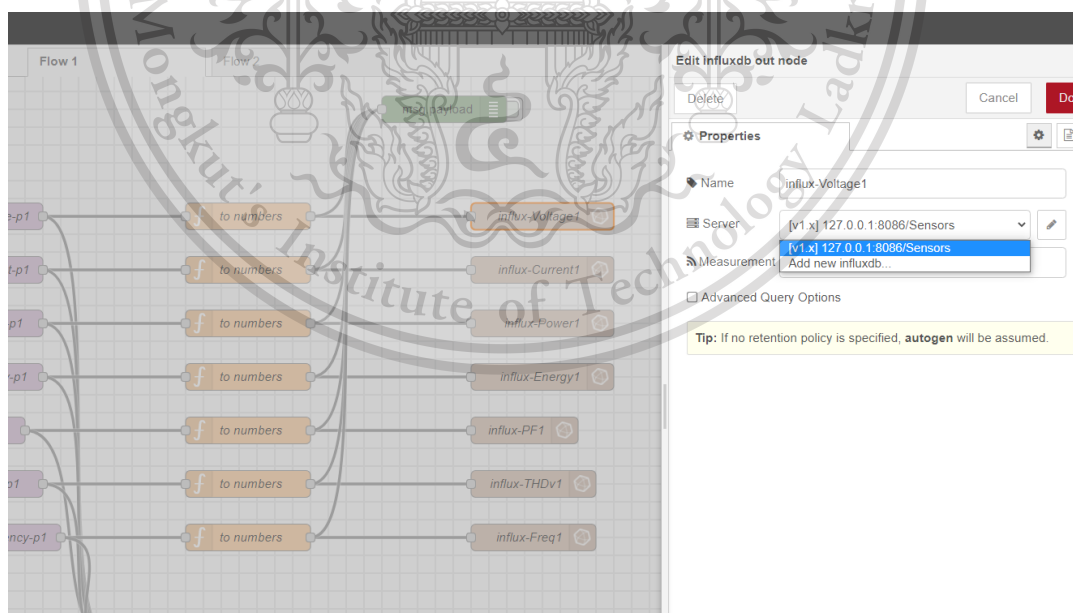 Flow 1
Flow 2
Edit influxdb out node
Delete
Cancel
Do
Properties
Name
influx-Voltage1
Server
[v1.x] 127.0.0.1:8086/Sensors
[v1.x] 127.0.0.1:8086/Sensors
Add new influxdb...
Measurement
Advanced Query Options
Tip: If no retention policy is specified, autogen will be assumed.
msg.payload
e-p1
to numbers
influx-Voltage1
t-p1
to numbers
influx-Current1
p1
to numbers
influx-Power1
y-p1
to numbers
influx-Energy1
to numbers
influx-PF1
p1
to numbers
influx-THDv1
ncy-p1
to numbers
influx-Freq1
Mongkut's Institute of Technology Ladkr